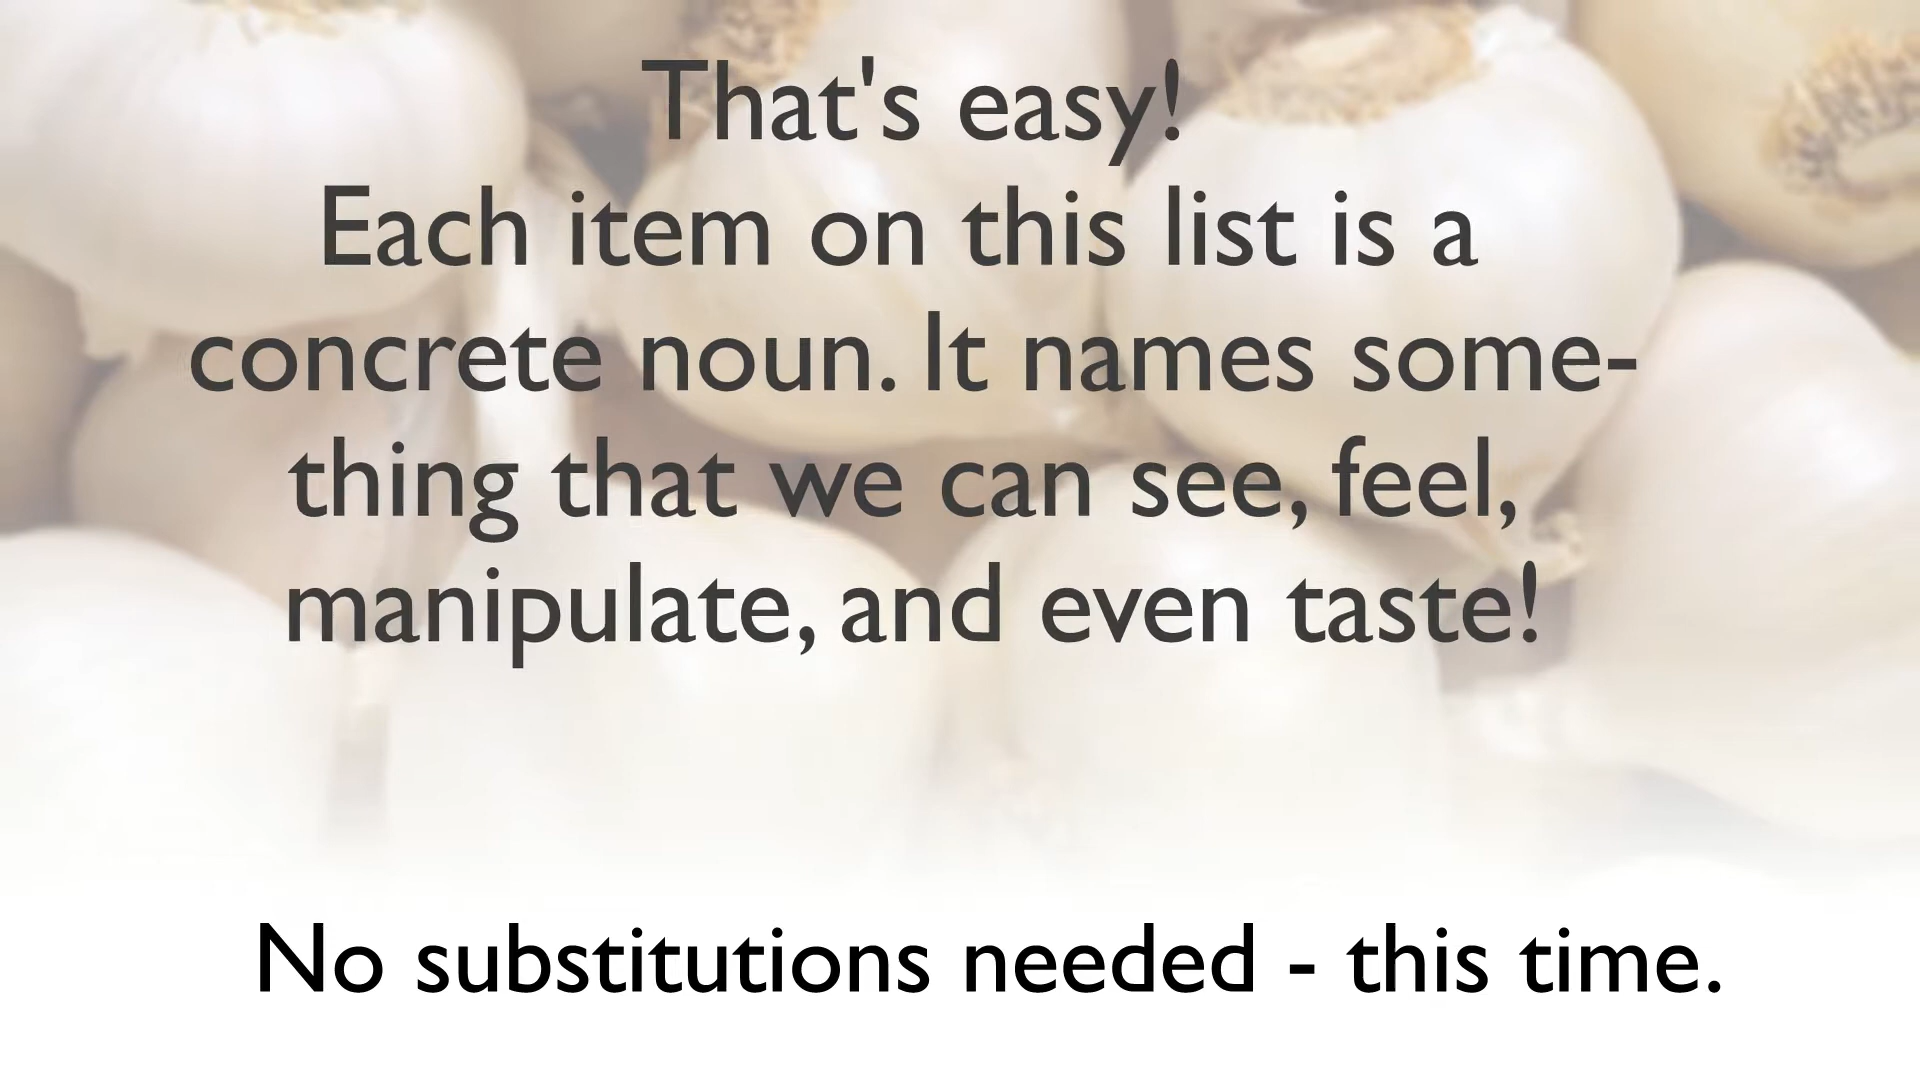 That's easy!
Each item on this list is a
concrete noun. It names some-
thing that we can see, feel,
manipulate, and even taste!
No substitutions needed - this time.